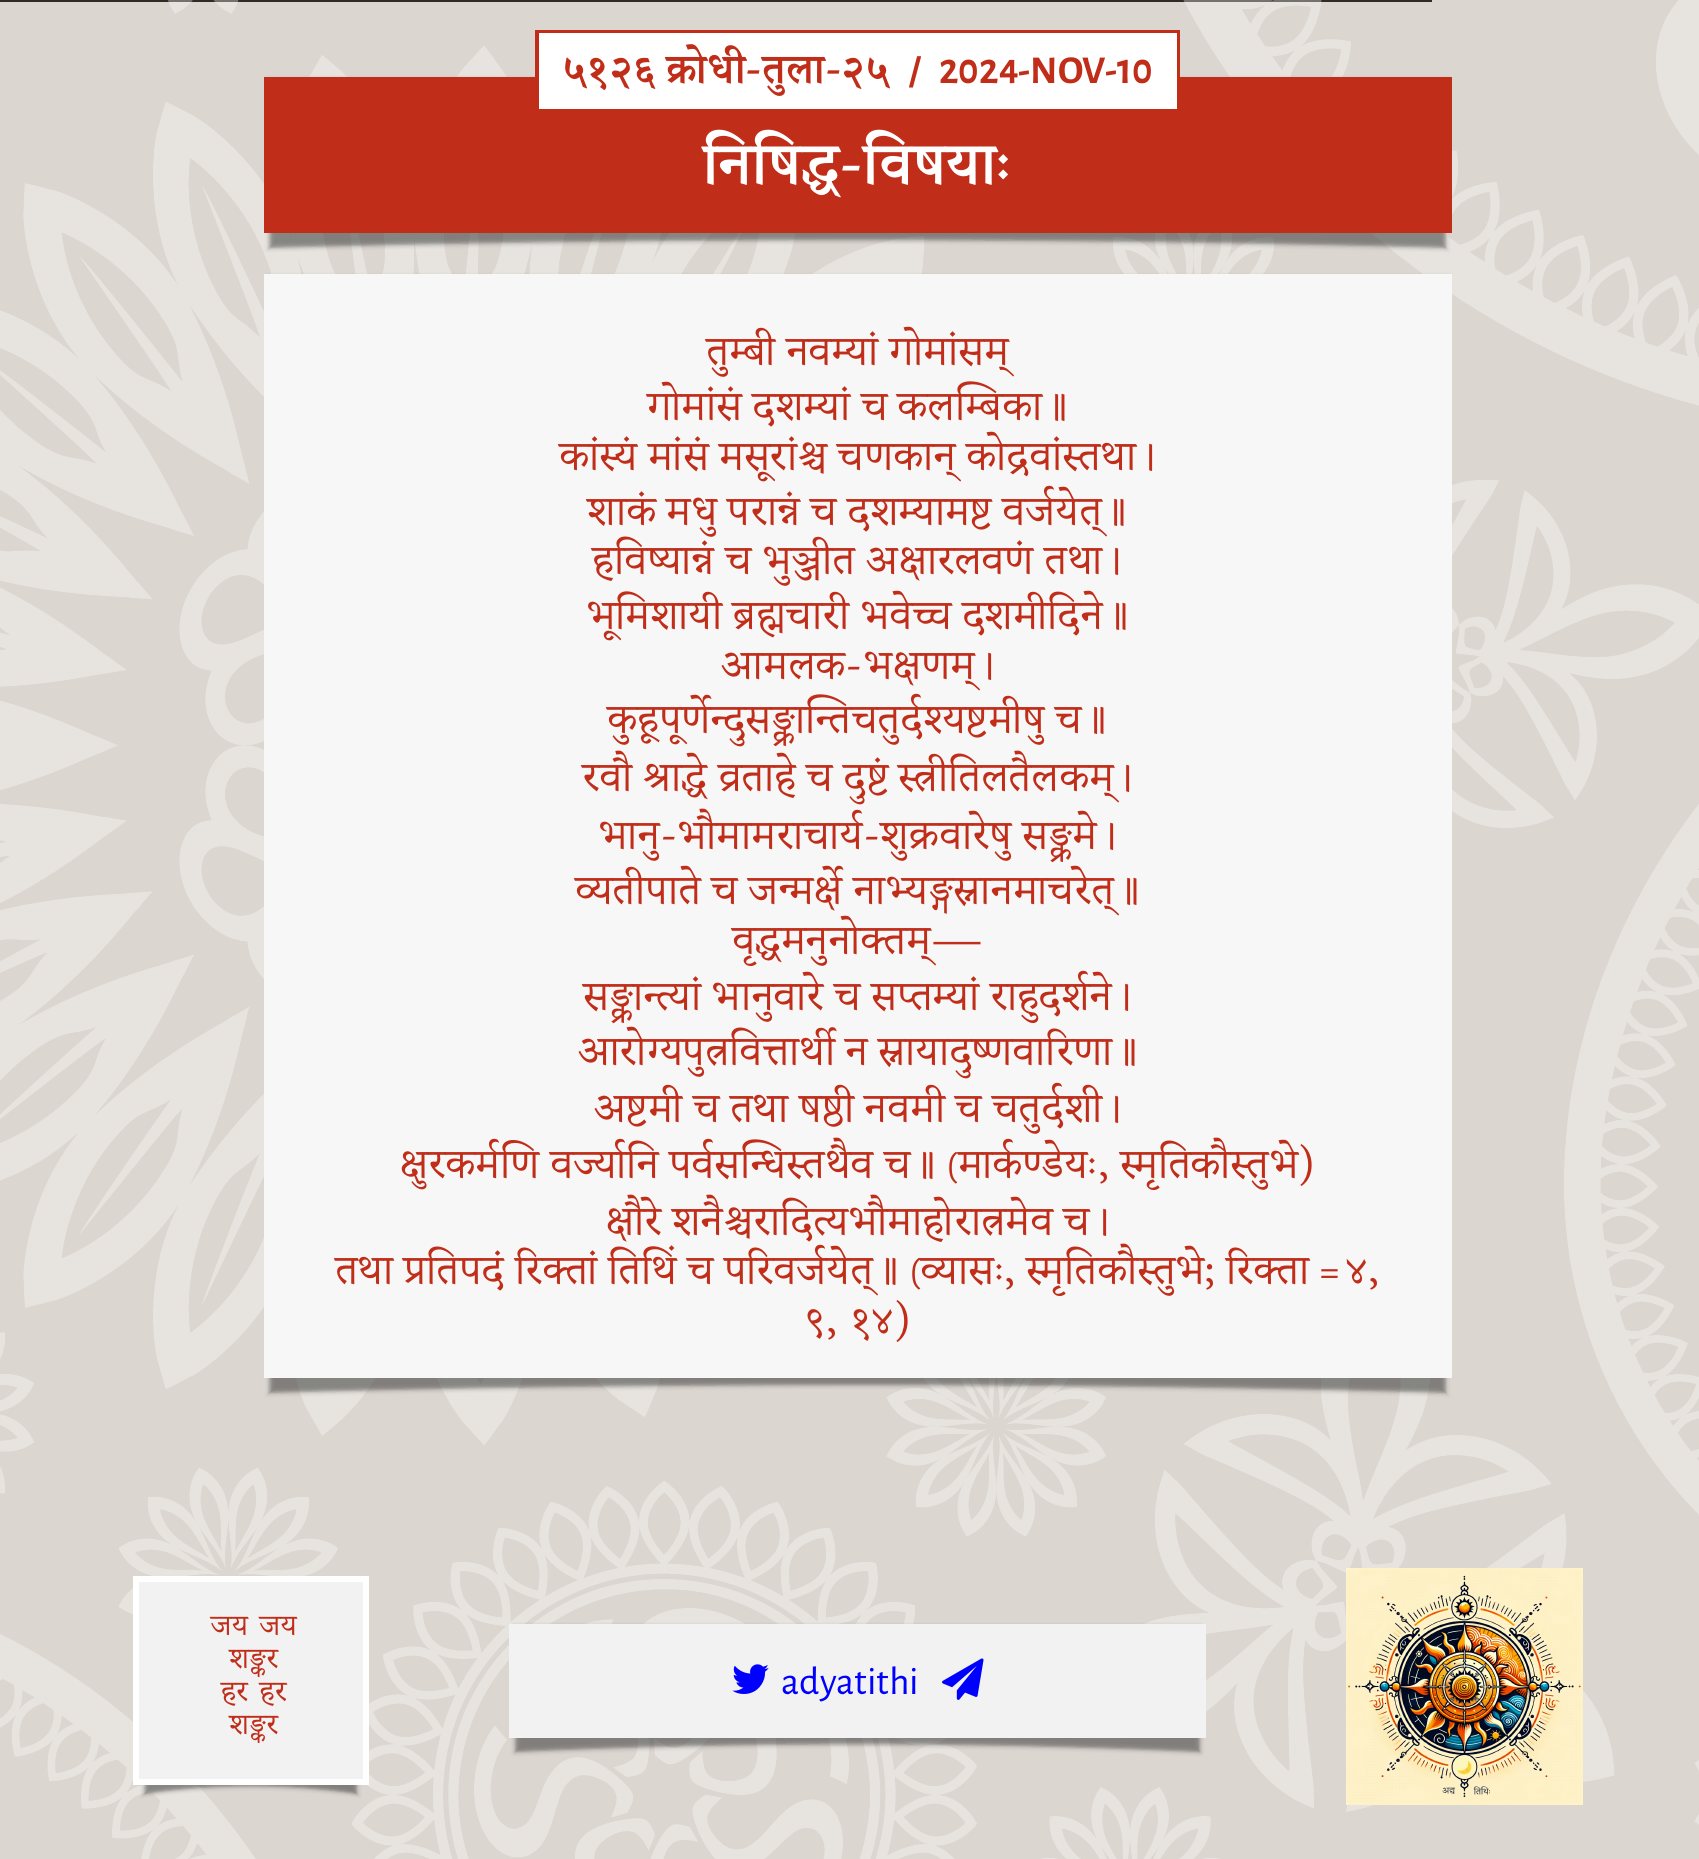 ५१२६ क्रोधी-तुला-२५ / 2024-NOV-10
निषिद्ध-विषयाः
तुम्बी नवम्यां गोमांसम्
गोमांसं दशम्यां च कलम्बिका॥
कांस्यं मांसं मसूरांश्च चणकान् कोद्रवांस्तथा।
शाकं मधु परान्नं च दशम्यामष्ट वर्जयेत्॥
हविष्यान्नं च भुञ्जीत अक्षारलवणं तथा।
भूमिशायी ब्रह्मचारी भवेच्च दशमीदिने॥
आमलक-भक्षणम्।
कुहूपूर्णेन्दुसङ्क्रान्तिचतुर्दश्यष्टमीषु च॥
रवौ श्राद्धे व्रताहे च दुष्टं स्त्रीतिलतैलकम्।
भानु-भौमामराचार्य-शुक्रवारेषु सङ्क्रमे।
व्यतीपाते च जन्मर्क्षे नाभ्यङ्गस्नानमाचरेत्॥
वृद्धमनुनोक्तम्—
सङ्क्रान्त्यां भानुवारे च सप्तम्यां राहुदर्शने।
आरोग्यपुत्रवित्तार्थी न स्नायादुष्णवारिणा॥
अष्टमी च तथा षष्ठी नवमी च चतुर्दशी।
क्षुरकर्मणि वर्ज्यानि पर्वसन्धिस्तथैव च॥ (मार्कण्डेयः, स्मृतिकौस्तुभे)
क्षौरे शनैश्चरादित्यभौमाहोरात्रमेव च।
तथा प्रतिपदं रिक्तां तिथिं च परिवर्जयेत्॥ (व्यासः, स्मृतिकौस्तुभे; रिक्ता =४,
९, १४)
जय जय
शङ्कर
हर हर
शङ्कर
adyatithi
अद्य तिथिः